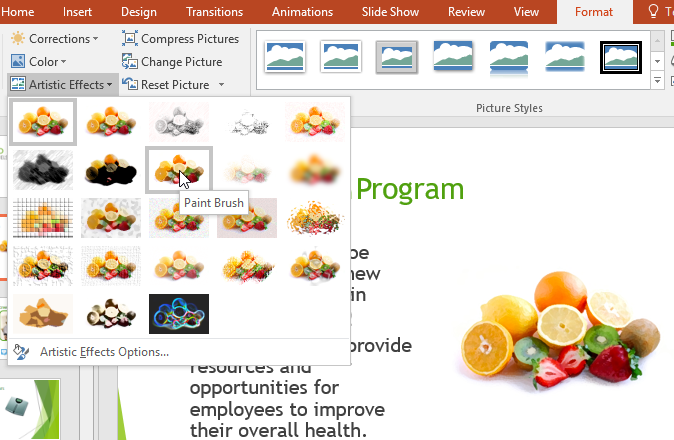 Home Insert Design Transitions Animations Slide Show Review View Format
Corrections Compress Pictures
Color Change Picture
Artistic Effects Reset Picture
Picture Styles
Paint Brush
Program
be
new
in
provide
resources and
opportunities for
employees to improve
their overall health.
Artistic Effects Options...